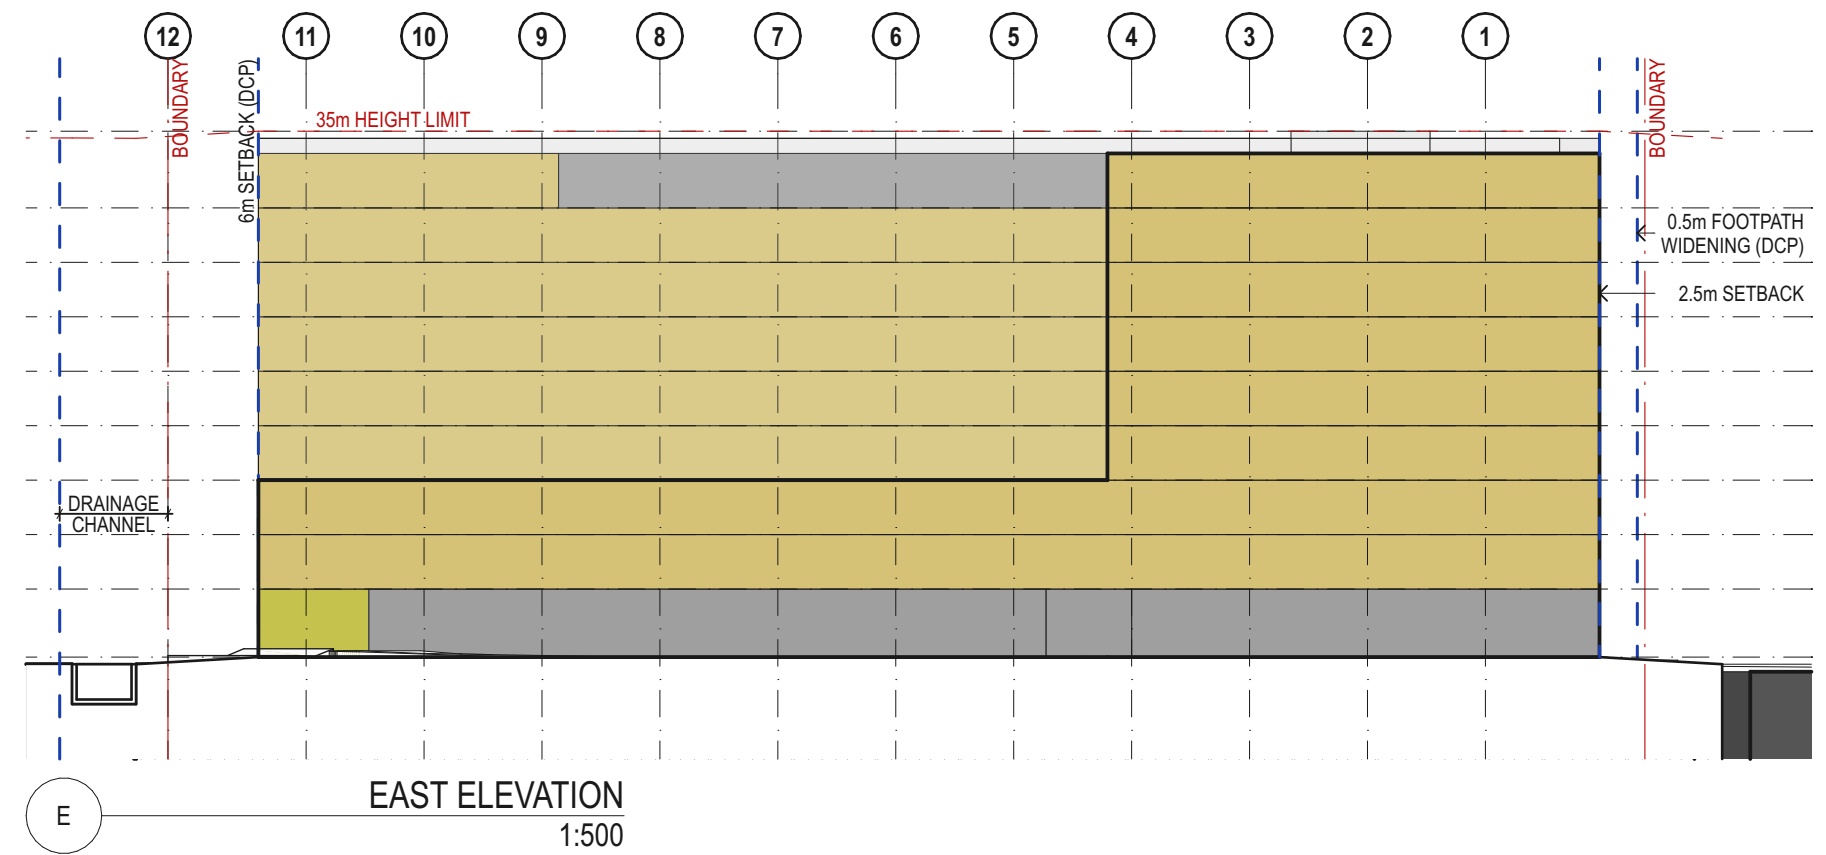 12
11
10
9
8
7
6
5
4
3
2
1
BOUNDARY
6m SETBACK (DCP)
35m HEIGHT LIMIT
BOUNDARY
0.5m FOOTPATH
WIDENING (DCP)
2.5m SETBACK
DRAINAGE
CHANNEL
E
EAST ELEVATION
1:500